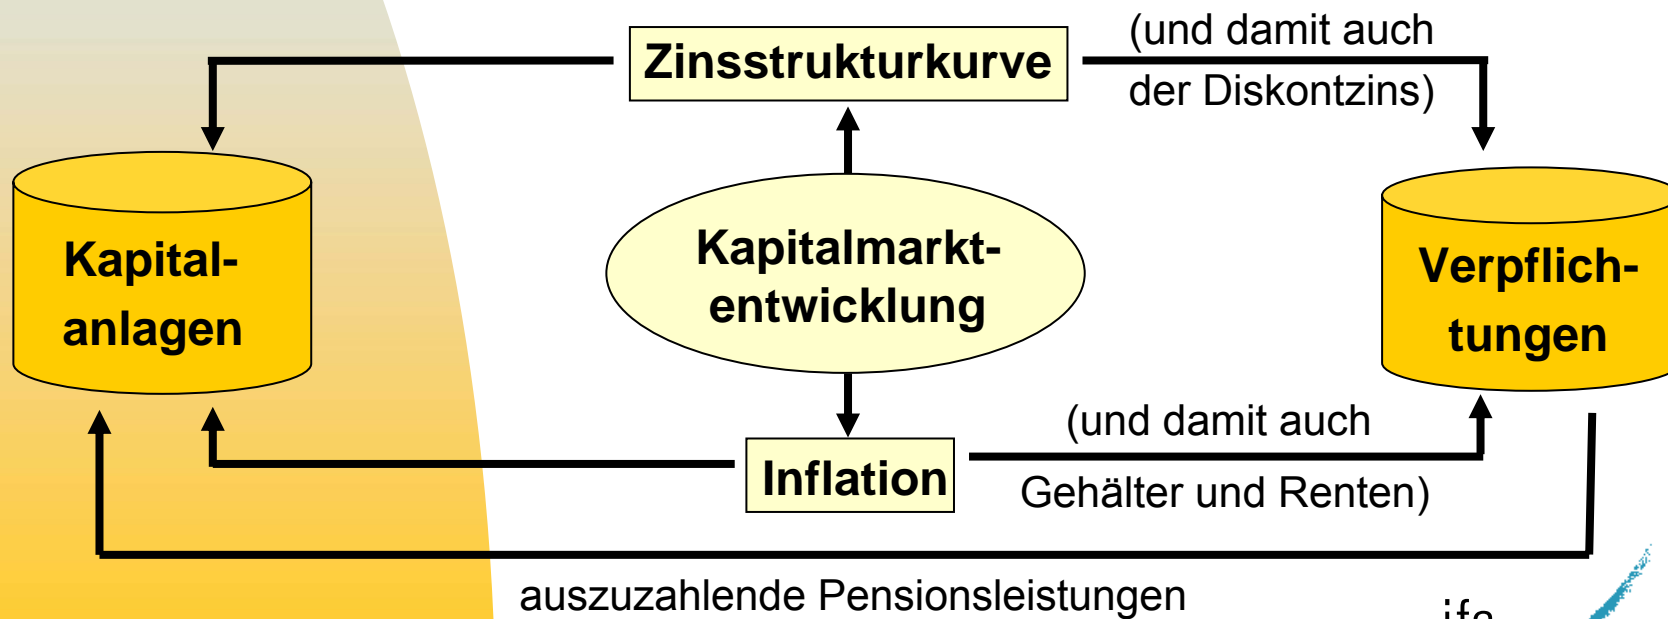 (und damit auch
Zinsstrukturkurve
der Diskontzins)
Kapital-
anlagen
Kapitalmarkt-
entwicklung
Verpflich-
tungen
(und damit auch
Inflation
Gehälter und Renten)
auszuzahlende Pensionsleistungen
ifa